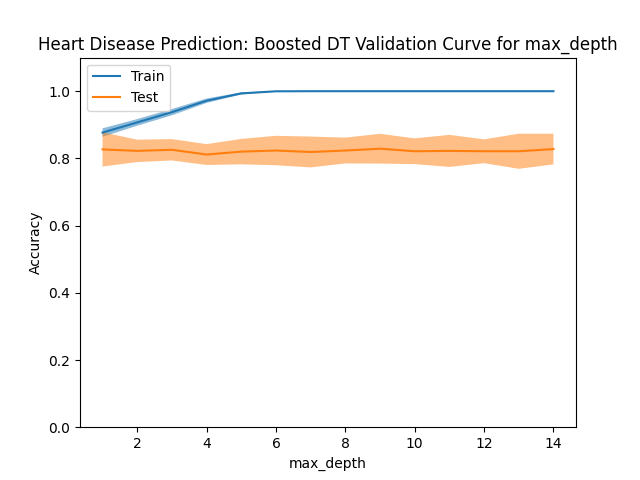 Heart Disease Prediction: Boosted DT Validation Curve for max_depth
Train
Test
Accuracy
1.0
0.8
0.6
0.4
0.2
0.0
2 4 6 8 10 12 14
max_depth